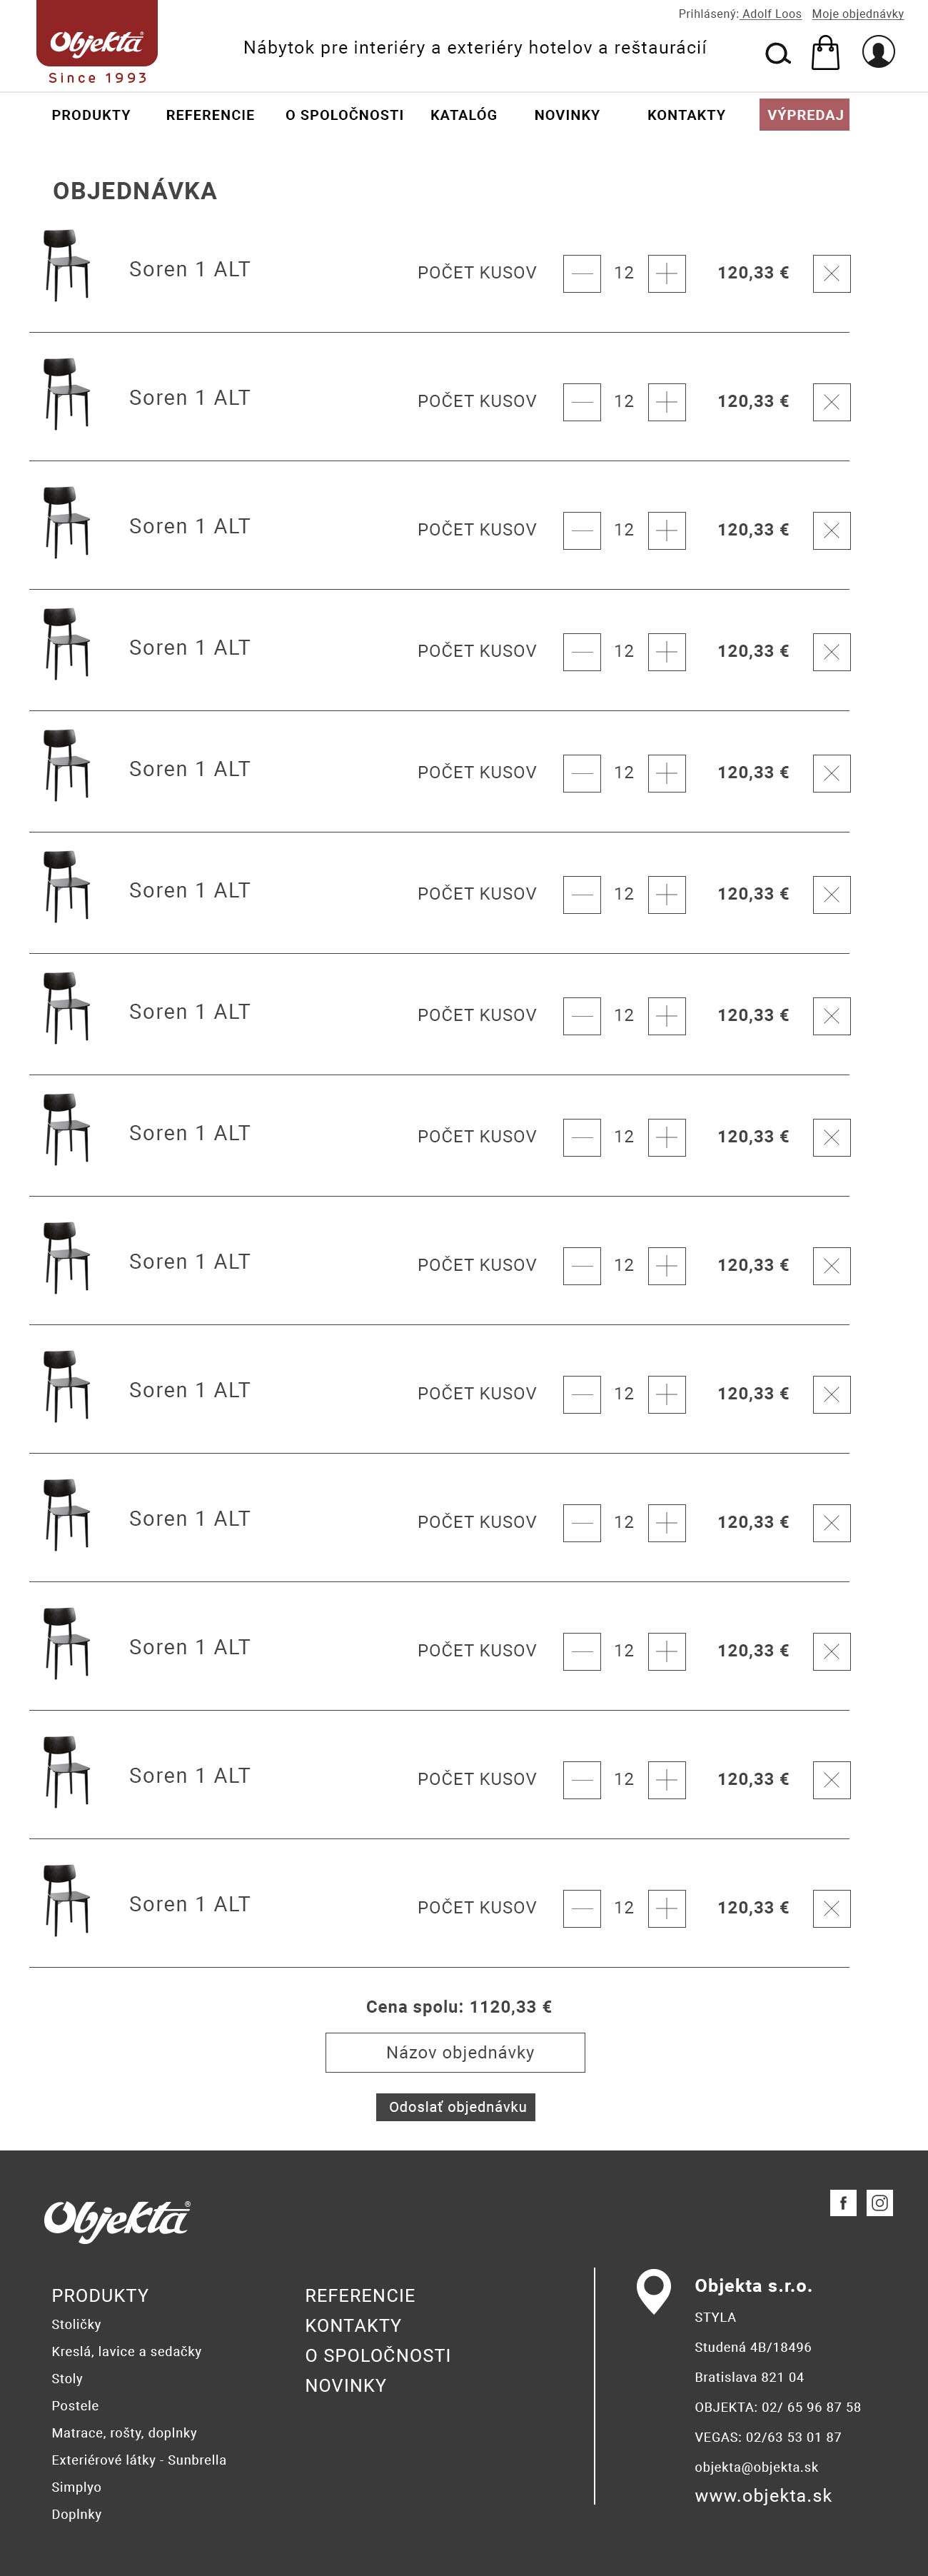 Prihlásený: Adolf Loos Moje objednávky
Objekta®
Since 1993
Nábytok pre interiéry a exteriéry hotelov a reštaurácií
PRODUKTY REFERENCIE O SPOLOČNOSTI KATALÓG NOVINKY KONTAKTY VÝPREDAJ
OBJEDNÁVKA
Soren 1 ALT POČET KUSOV 12 120,33 €
Soren 1 ALT POČET KUSOV 12 120,33 €
Soren 1 ALT POČET KUSOV 12 120,33 €
Soren 1 ALT POČET KUSOV 12 120,33 €
Soren 1 ALT POČET KUSOV 12 120,33 €
Soren 1 ALT POČET KUSOV 12 120,33 €
Soren 1 ALT POČET KUSOV 12 120,33 €
Soren 1 ALT POČET KUSOV 12 120,33 €
Soren 1 ALT POČET KUSOV 12 120,33 €
Soren 1 ALT POČET KUSOV 12 120,33 €
Soren 1 ALT POČET KUSOV 12 120,33 €
Soren 1 ALT POČET KUSOV 12 120,33 €
Soren 1 ALT POČET KUSOV 12 120,33 €
Soren 1 ALT POČET KUSOV 12 120,33 €
Cena spolu: 1120,33 €
Názov objednávky
Odoslať objednávku
Objekta®
PRODUKTY
Stoličky
Kreslá, lavice a sedačky
Stoly
Postele
Matrace, rošty, doplnky
Exteriérové látky - Sunbrella
Simplyo
Doplnky
REFERENCIE
KONTAKTY
O SPOLOČNOSTI
NOVINKY
Objekta s.r.o.
STYLA
Studená 4B/18496
Bratislava 821 04
OBJEKTA: 02/ 65 96 87 58
VEGAS: 02/63 53 01 87
objekta@objekta.sk
www.objekta.sk